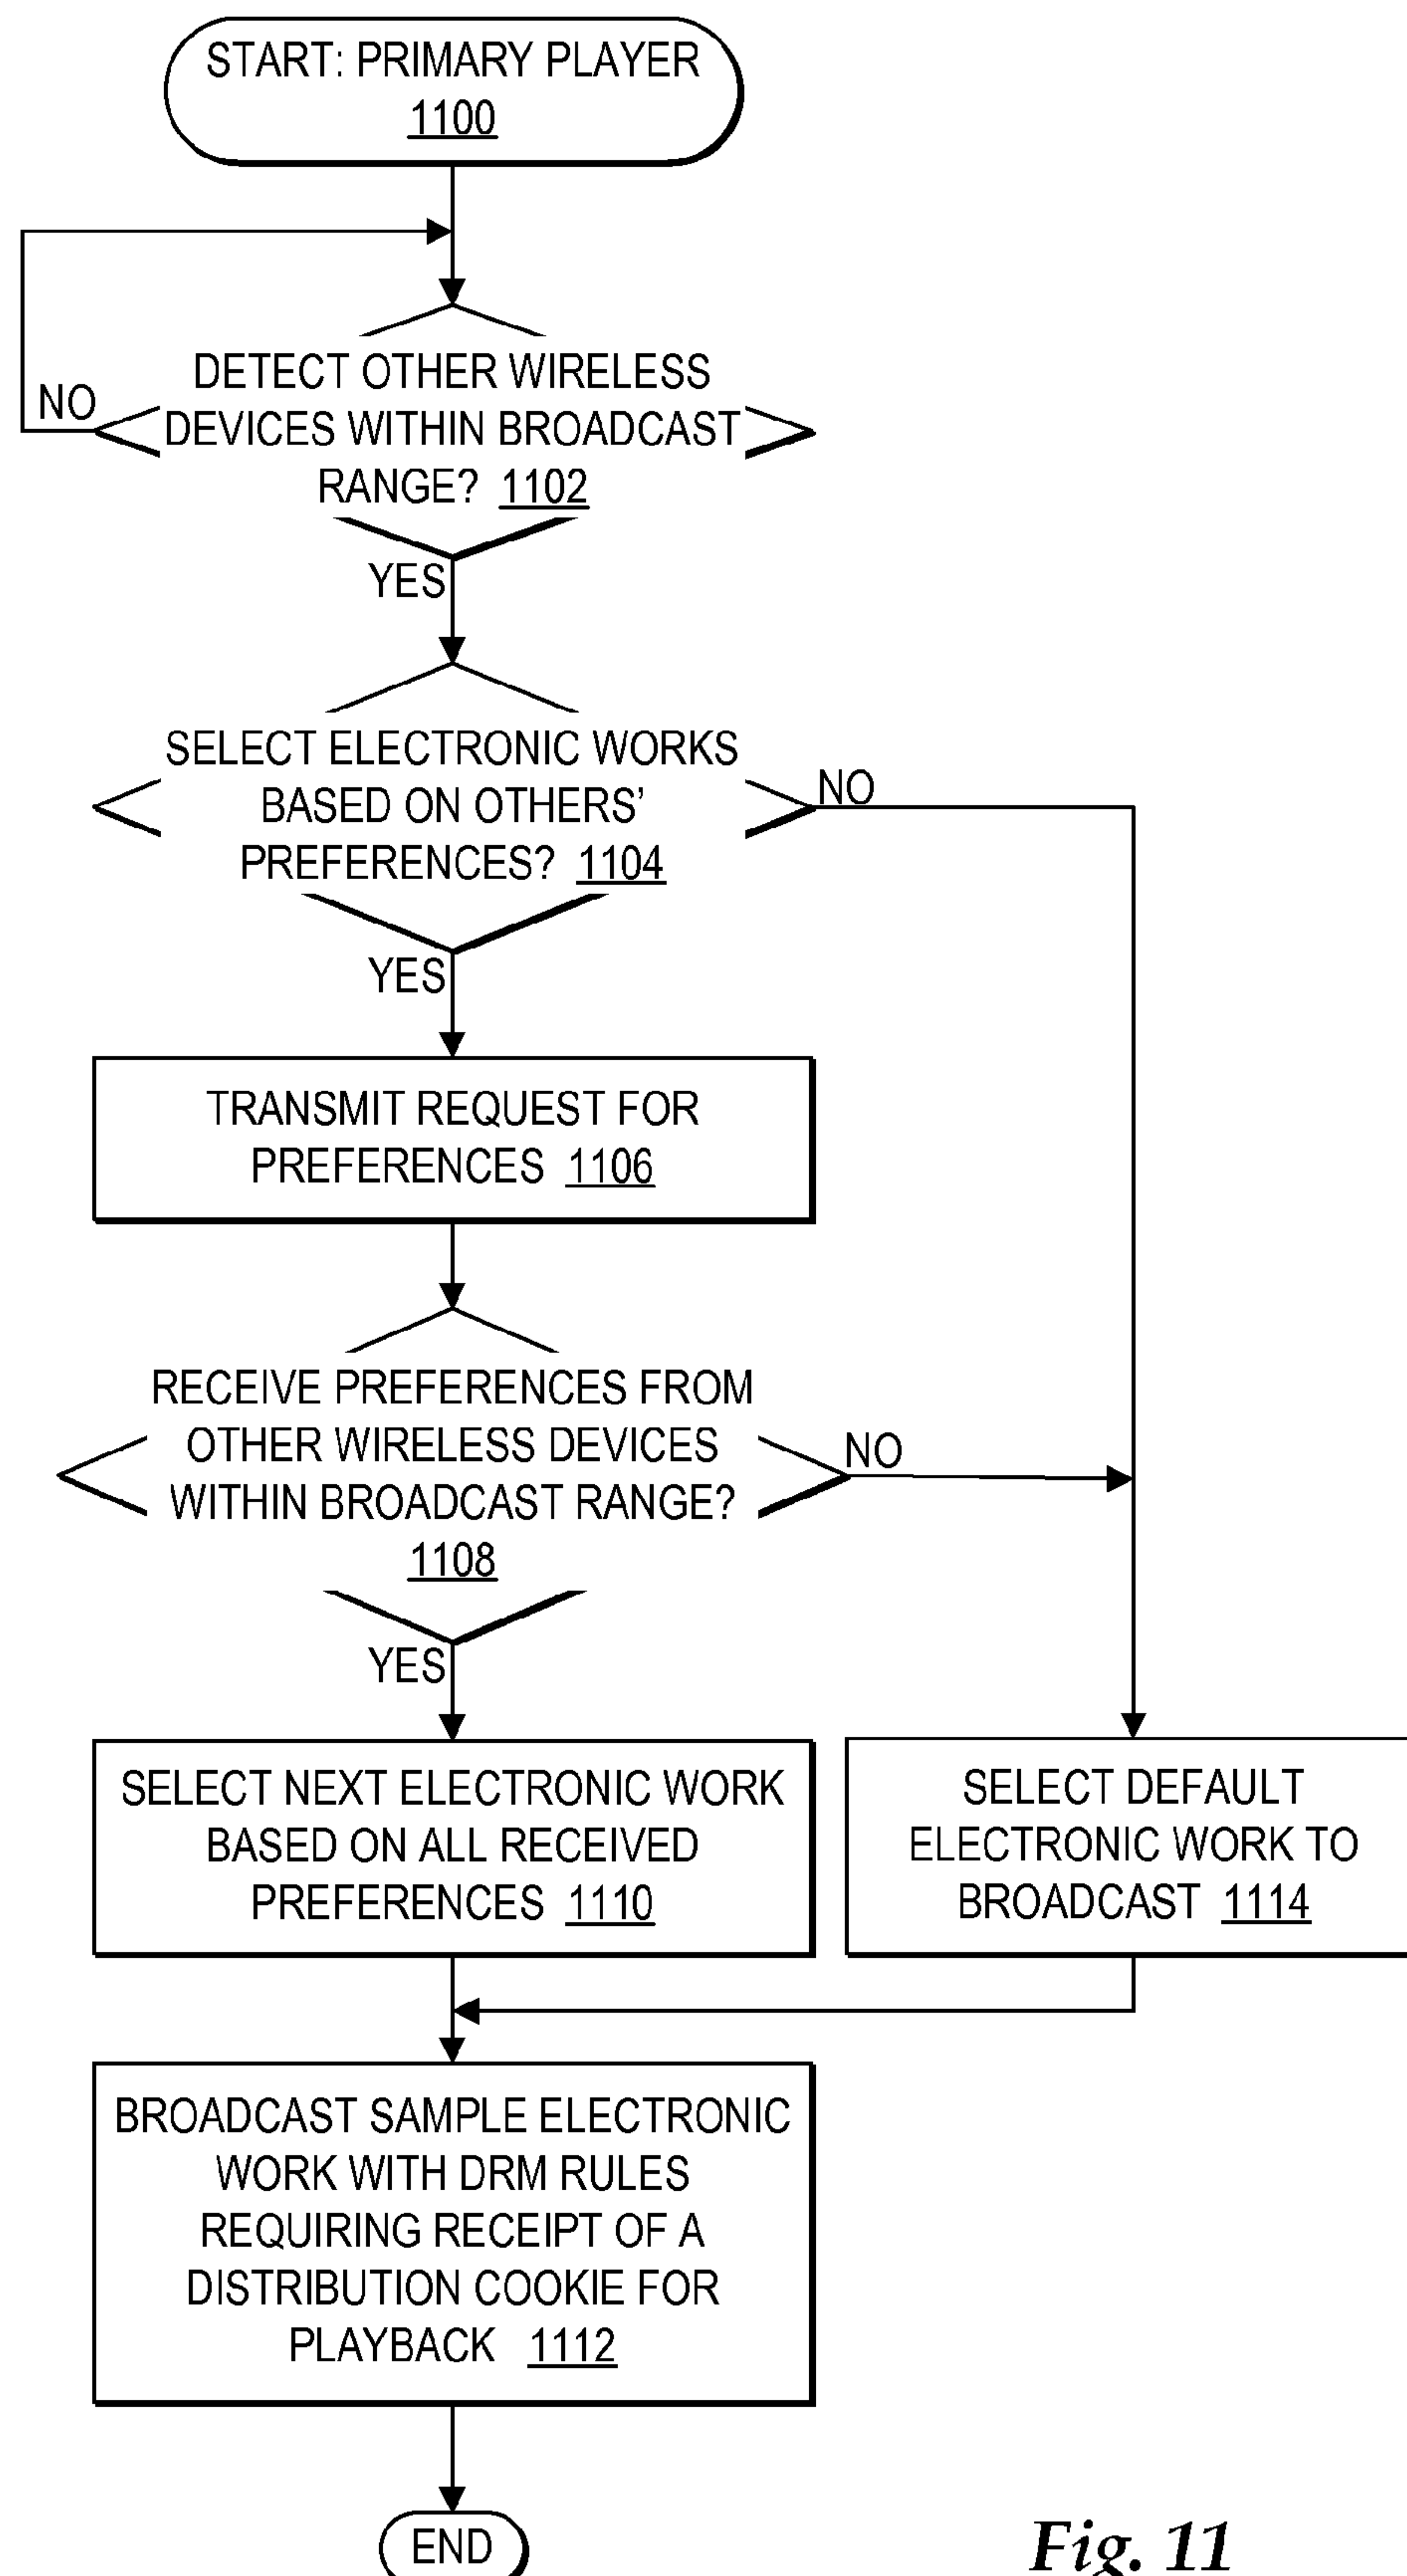 START: PRIMARY PLAYER
1100
DETECT OTHER WIRELESS
DEVICES WITHIN BROADCAST
RANGE? 1102
NO
YES
SELECT ELECTRONIC WORKS
BASED ON OTHERS'
PREFERENCES? 1104
NO
YES
TRANSMIT REQUEST FOR
PREFERENCES 1106
RECEIVE PREFERENCES FROM
OTHER WIRELESS DEVICES
WITHIN BROADCAST RANGE?
1108
NO
YES
SELECT NEXT ELECTRONIC WORK
BASED ON ALL RECEIVED
PREFERENCES 1110
SELECT DEFAULT
ELECTRONIC WORK TO
BROADCAST 1114
BROADCAST SAMPLE ELECTRONIC
WORK WITH DRM RULES
REQUIRING RECEIPT OF A
DISTRIBUTION COOKIE FOR
PLAYBACK 1112
END
Fig. 11